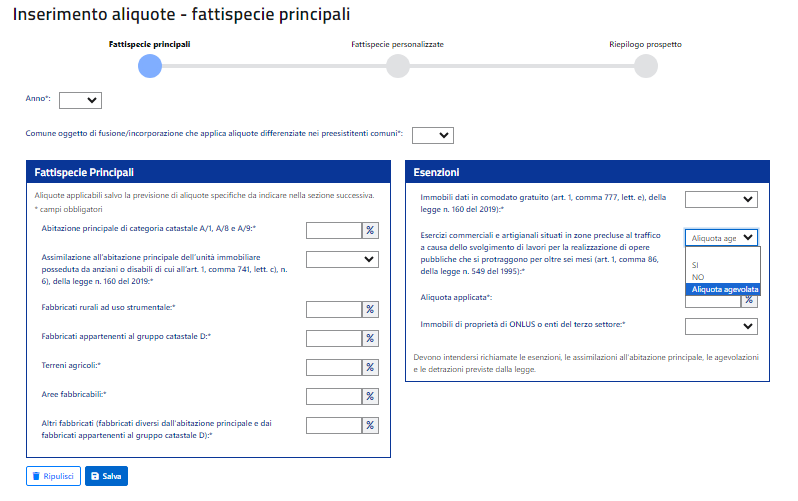 Inserimento aliquote - fattispecie principali
Fattispecie principali
Fattispecie personalizzate
Riepilogo prospetto
Anno*:
Comune oggetto di fusione/incorporazione che applica aliquote differenziate nei preesistenti comuni*:
Fattispecie Principali
Aliquote applicabili salvo la previsione di aliquote specifiche da indicare nella sezione successiva.
* campi obbligatori
Abitazione principale di categoria catastale A/1, A/8 e A/9:*
%
Assimilazione all'abitazione principale dell'unità immobiliare
posseduta da anziani o disabili di cui all'art. 1, comma 741, lett. c), n.
6), della legge n. 160 del 2019:*
Fabbricati rurali ad uso strumentale:*
%
Fabbricati appartenenti al gruppo catastale D:*
%
Terreni agricoli:*
%
Aree fabbricabili:*
%
Altri fabbricati (fabbricati diversi dall'abitazione principale e dai
fabbricati appartenenti al gruppo catastale D):*
%
Esenzioni
Immobili dati in comodato gratuito (art. 1, comma 777, lett. e), della
legge n. 160 del 2019):*
Esercizi commerciali e artigianali situati in zone precluse al traffico
a causa dello svolgimento di lavori per la realizzazione di opere
pubbliche che si protraggono per oltre sei mesi (art. 1, comma 86,
della legge n. 549 del 1995):*
Aliquota age
SI
NO
Aliquota agevolata
Aliquota applicata*:
%
Immobili di proprietà di ONLUS o enti del terzo settore:*
Devono intendersi richiamate le esenzioni, le assimilazioni all'abitazione principale, le agevolazioni
e le detrazioni previste dalla legge.
Ripulisci
Salva